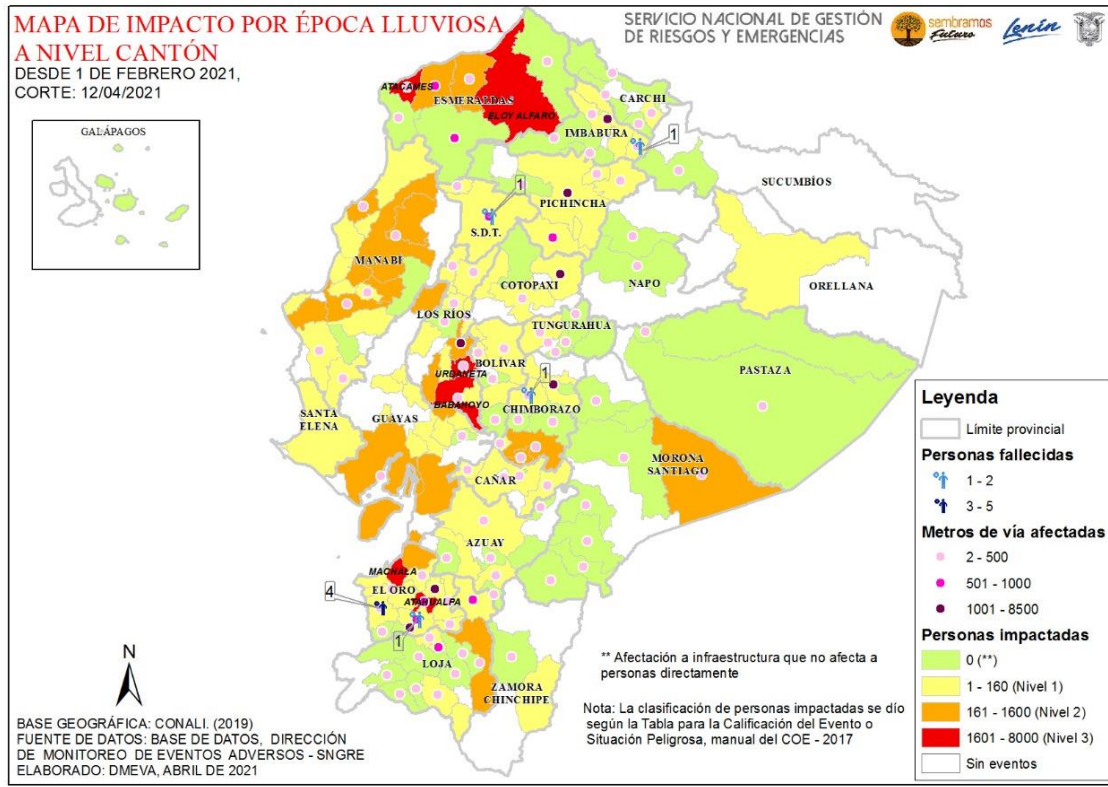 MAPA DE IMPACTO POR ÉPOCA LLUVIOSA
A NIVEL CANTÓN
DESDE 1 DE FEBRERO 2021,
CORTE: 12/04/2021
SERVICIO NACIONAL DE GESTIÓN
DE RIESGOS Y EMERGENCIAS
sembramos
Futuro
Lenín
GALÁPAGOS
ATACAMES
ESMERALDAS
ELOY ALFARO
CARCHI
IMBABURA
1
SUCUMBÍOS
1
PICHINCHA
S.D.T.
MANABÍ
COTOPAXI
NAPO
ORELLANA
LOS RÍOS
TUNGURAHUA
BOLÍVAR
URDANETA
1
PASTAZA
BABAHOYO
CHIMBORAZO
SANTA
ELENA
GUAYAS
MORONA
SANTIAGO
CAÑAR
AZUAY
MACHALA
EL ORO
ATAHUALPA
4
1
LOJA
ZAMORA
CHINCHIPE
Leyenda
Límite provincial
Personas fallecidas
1 - 2
3 - 5
Metros de vía afectadas
2 - 500
501 - 1000
1001 - 8500
Personas impactadas
0 (**)
1 - 160 (Nivel 1)
161 - 1600 (Nivel 2)
1601 - 8000 (Nivel 3)
Sin eventos
** Afectación a infraestructura que no afecta a
personas directamente
Nota: La clasificación de personas impactadas se dío
según la Tabla para la Calificación del Evento o
Situación Peligrosa, manual del COE - 2017
N
BASE GEOGRÁFICA: CONALI. (2019)
FUENTE DE DATOS: BASE DE DATOS, DIRECCIÓN
DE MONITOREO DE EVENTOS ADVERSOS - SNGRE
ELABORADO: DMEVA, ABRIL DE 2021